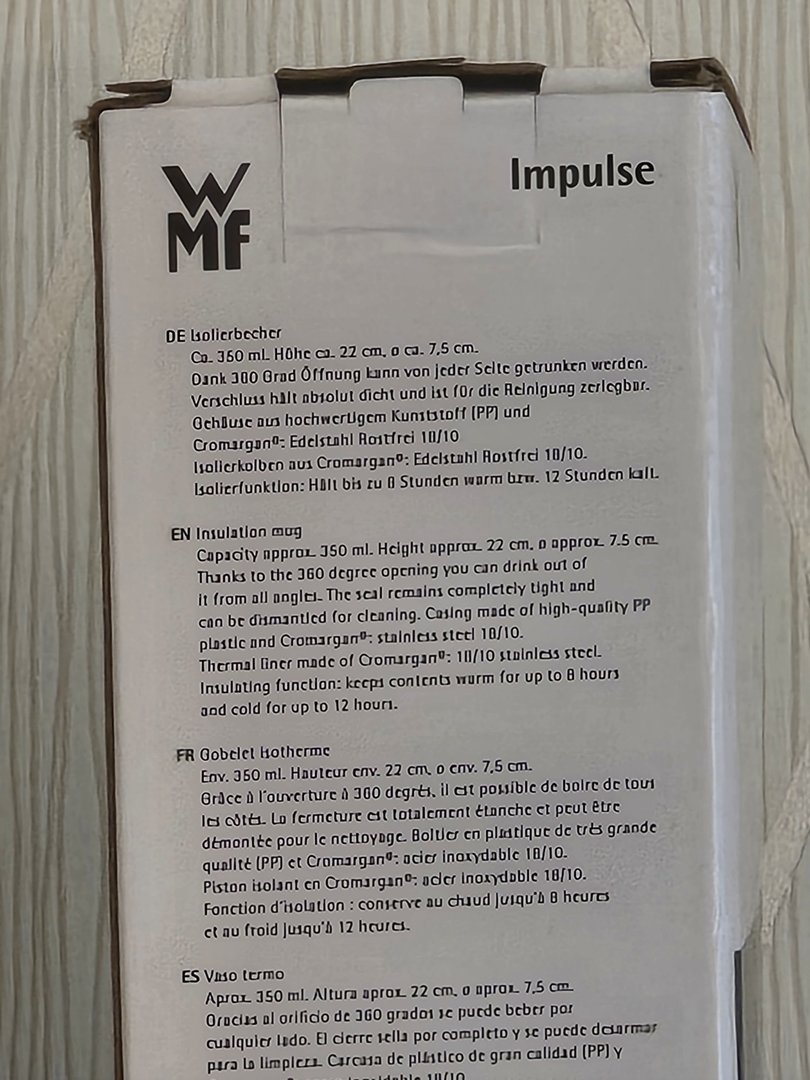 WMF
Impulse
DE Isolierbecher
Ca. 350 ml. Höhe ca. 22 cm, ø ca. 7,5 cm.
Dank 360 Grad Öffnung kann von jeder Seite getrunken werden.
Verschluss hält absolut dicht und ist für die Reinigung zerlegbar.
Gehäuse aus hochwertigem Kunststoff (PP) und
Cromargan®: Edelstahl Rostfrei 18/10
Isolierkolben aus Cromargan®: Edelstahl Rostfrei 18/10.
Isolierfunktion: Hält bis zu 8 Stunden warm bzw. 12 Stunden kalt.
EN Insulation mug
Capacity approx. 350 ml. Height approx. 22 cm, ø approx. 7.5 cm.
Thanks to the 360 degree opening you can drink out of
it from all angles. The seal remains completely tight and
can be dismantled for cleaning. Casing made of high-quality PP
plastic and Cromargan®: stainless steel 18/10.
Thermal liner made of Cromargan®: 18/10 stainless steel.
Insulating function: keeps contents warm for up to 8 hours
and cold for up to 12 hours.
FR Gobelet isotherme
Env. 350 ml. Hauteur env. 22 cm, ø env. 7,5 cm.
Grâce à l'ouverture à 360 degrés, il est possible de boire de tous
les côtés. La fermeture est totalement étanche et peut être
démontée pour le nettoyage. Boîtier en plastique de très grande
qualité (PP) et Cromargan®: acier inoxydable 18/10.
Piston isolant en Cromargan®: acier inoxydable 18/10.
Fonction d'isolation : conserve au chaud jusqu'à 8 heures
et au froid jusqu'à 12 heures.
ES Vaso termo
Aprox. 350 ml. Altura aprox. 22 cm, ø aprox. 7,5 cm.
Gracias al orificio de 360 grados se puede beber por
cualquier lado. El cierre sella por completo y se puede desarmar
para la limpieza. Carcasa de plástico de gran calidad (PP) y
18/10